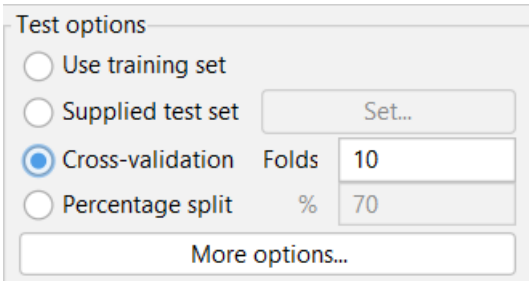 Test options
Use training set
Supplied test set Set...
Cross-validation Folds 10
Percentage split % 70
More options...